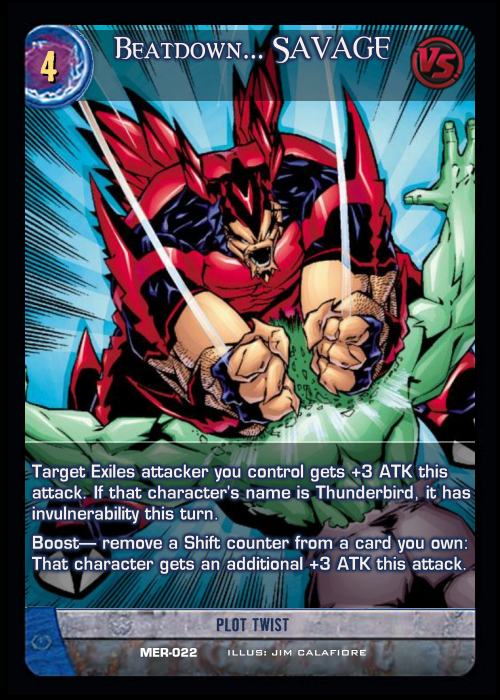 4
Beatdown... SAVAGE
VS.
Target Exiles attacker you control gets +3 ATK this
attack. If that character's name is Thunderbird, it has
invulnerability this turn.
Boost— remove a Shift counter from a card you own:
That character gets an additional +3 ATK this attack.
PLOT TWIST
MER-022 ILLUS: JIM CALAFIORE